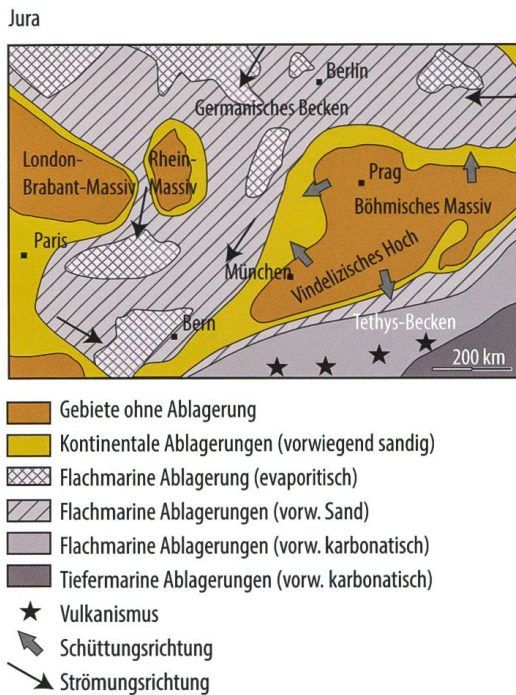 Jura
Berlin
Germanisches Becken
London-
Brabant-Massiv
Rhein-
Massiv
Prag
Böhmisches Massiv
Paris
München
Vindelizisches Hoch
Bern
Tethys-Becken
200 km
Gebiete ohne Ablagerung
Kontinentale Ablagerungen (vorwiegend sandig)
Flachmarine Ablagerung (evaporitisch)
Flachmarine Ablagerungen (vorw. Sand)
Flachmarine Ablagerungen (vorw. karbonatisch)
Tiefermarine Ablagerungen (vorw. karbonatisch)
Vulkanismus
Schüttungsrichtung
Strömungsrichtung